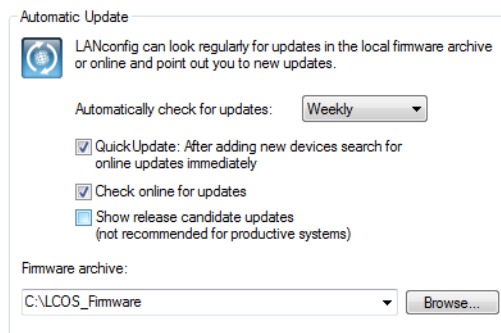 Automatic Update
LANconfig can look regularly for updates in the local firmware archive
or online and point out you to new updates.
Automatically check for updates: Weekly
QuickUpdate: After adding new devices search for
online updates immediately
Check online for updates
Show release candidate updates
(not recommended for productive systems)
Firmware archive:
C:\LCOS_Firmware Browse...